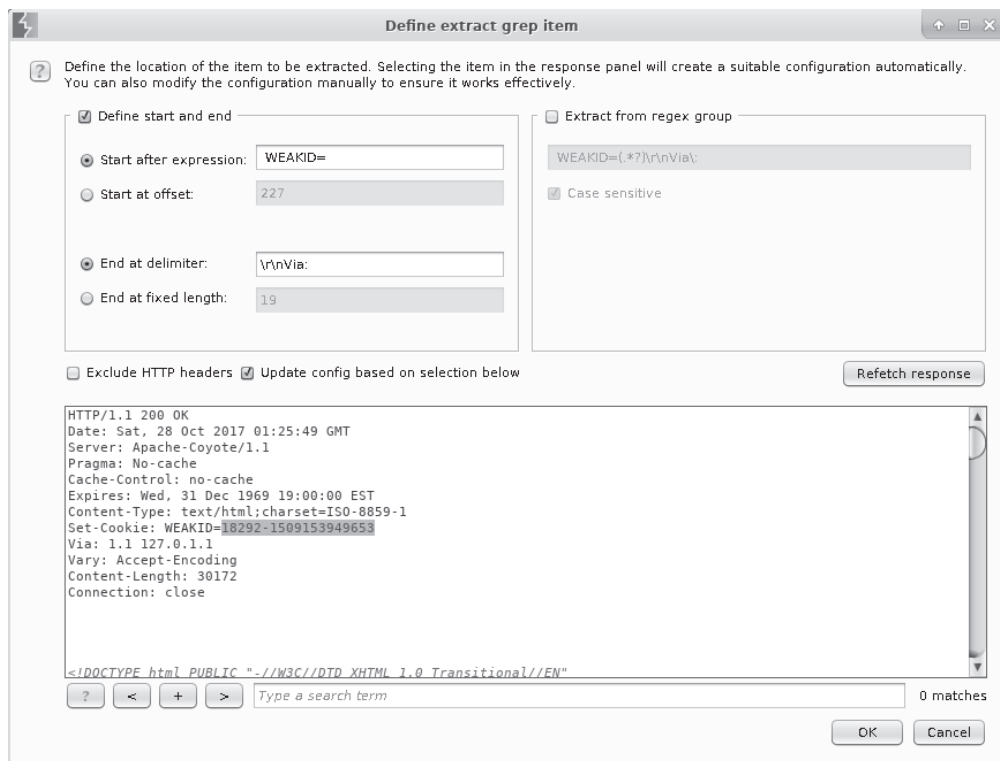 Define extract grep item
? Define the location of the item to be extracted. Selecting the item in the response panel will create a suitable configuration automatically.
You can also modify the configuration manually to ensure it works effectively.
Define start and end
Start after expression: WEAKID=
Start at offset: 227
End at delimiter: \r\nVia:
End at fixed length: 19
Extract from regex group
WEAKID=(.*?)\r\nVia\:
Case sensitive
Exclude HTTP headers Update config based on selection below Refetch response
HTTP/1.1 200 OK
Date: Sat, 28 Oct 2017 01:25:49 GMT
Server: Apache-Coyote/1.1
Pragma: No-cache
Cache-Control: no-cache
Expires: Wed, 31 Dec 1969 19:00:00 EST
Content-Type: text/html;charset=ISO-8859-1
Set-Cookie: WEAKID=18292-1509153949653
Via: 1.1 127.0.1.1
Vary: Accept-Encoding
Content-Length: 30172
Connection: close
<!DOCTYPE html PUBLIC "-//W3C//DTD XHTML 1.0 Transitional//EN"
? < + > Type a search term 0 matches
OK Cancel